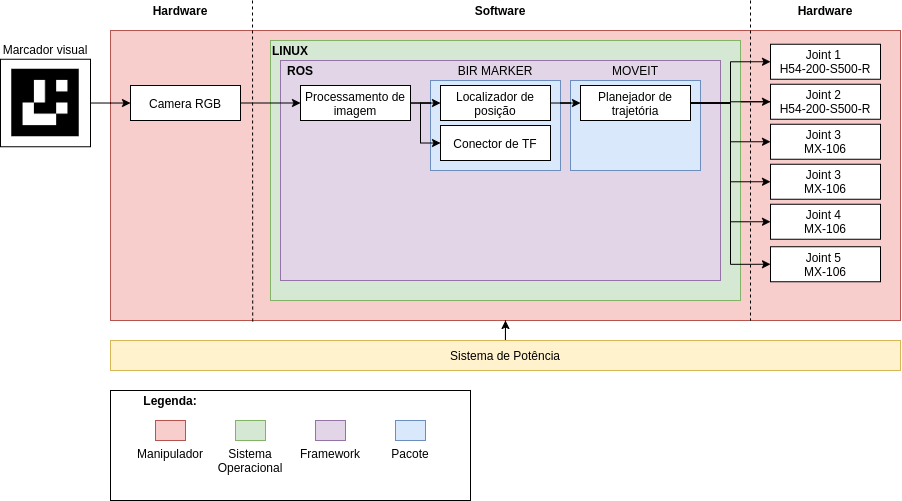 Hardware
Software
Hardware
Marcador visual
LINUX
ROS
BIR MARKER
MOVEIT
Camera RGB
Processamento de
imagem
Localizador de
posição
Conector de TF
Planejador de
trajetória
Joint 1
H54-200-S500-R
Joint 2
H54-200-S500-R
Joint 3
MX-106
Joint 3
MX-106
Joint 4
MX-106
Joint 5
MX-106
Sistema de Potência
Legenda:
Manipulador
Sistema
Operacional
Framework
Pacote